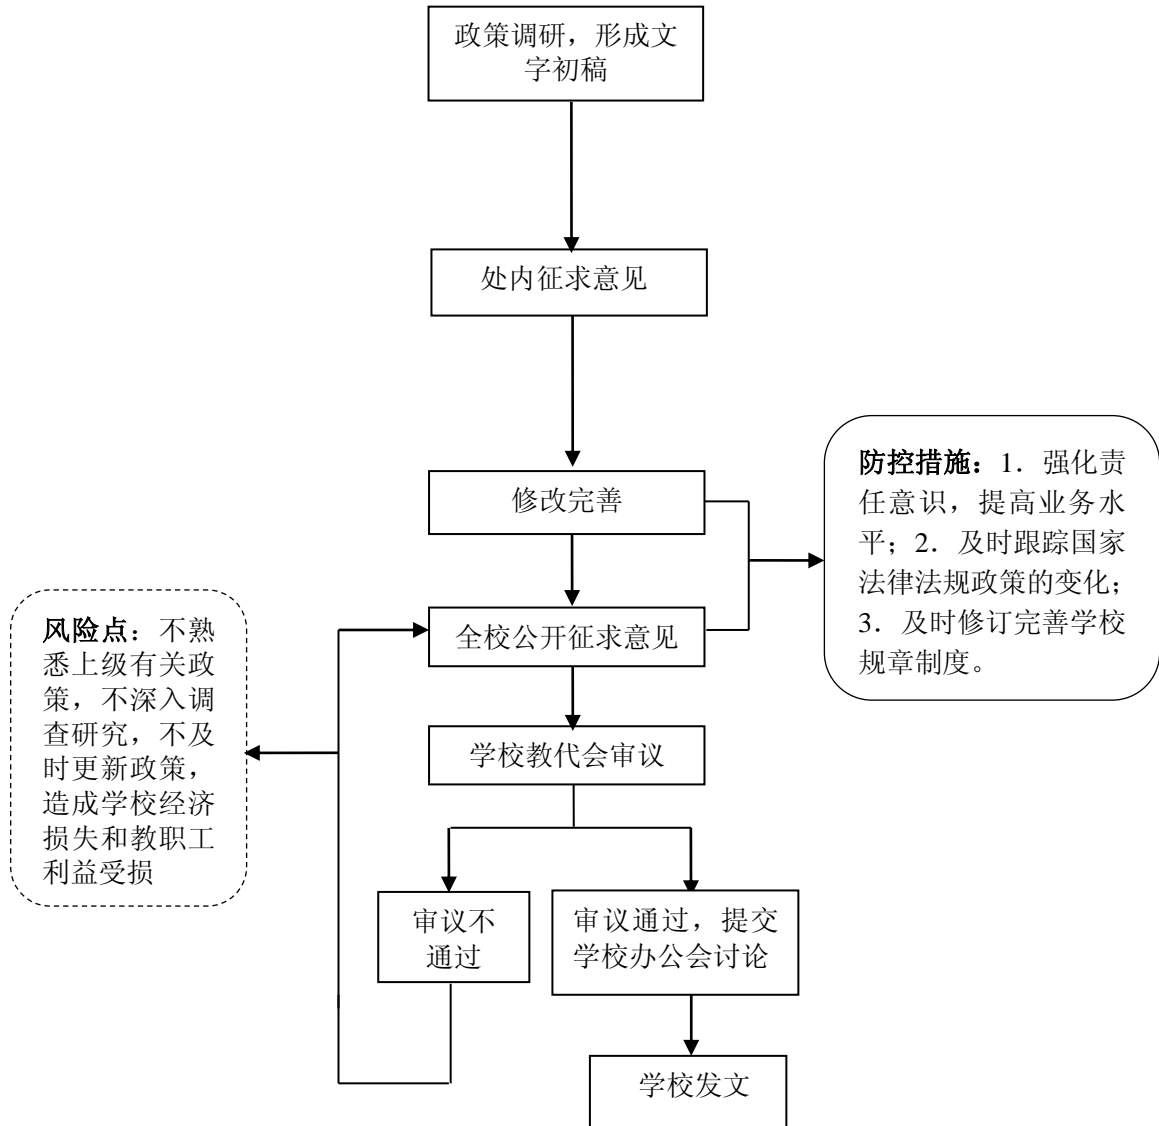 政策调研，形成文
字初稿
处内征求意见
修改完善
防控措施：1．强化责
任意识，提高业务水
平；2．及时跟踪国家
法律法规政策的变化；
3．及时修订完善学校
规章制度。
全校公开征求意见
风险点：不熟
悉上级有关政
策，不深入调
查研究，不及
时更新政策，
造成学校经济
损失和教职工
利益受损
学校教代会审议
审议不
通过
审议通过，提交
学校办公会讨论
学校发文